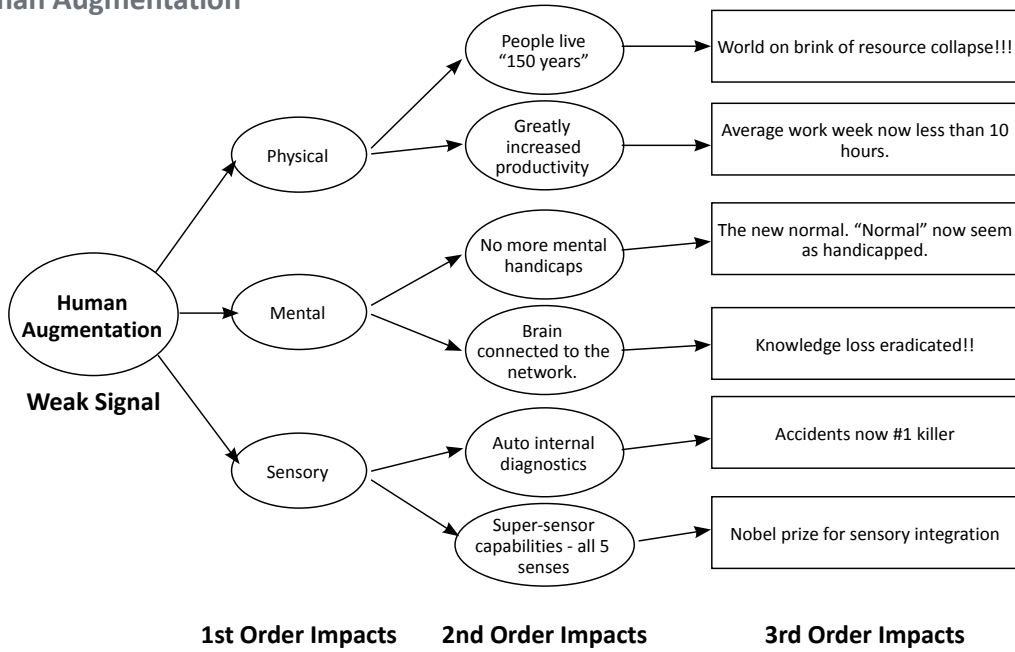 man Augmentation
People live
“150 years”
World on brink of resource collapse!!!
Greatly
increased
productivity
Average work week now less than 10
hours.
Physical
No more mental
handicaps
The new normal. “Normal” now seem
as handicapped.
Human
Augmentation
Mental
Brain
connected to the
network.
Knowledge loss eradicated!!
Weak Signal
Auto internal
diagnostics
Accidents now #1 killer
Sensory
Super-sensor
capabilities - all 5
senses
Nobel prize for sensory integration
1st Order Impacts
2nd Order Impacts
3rd Order Impacts